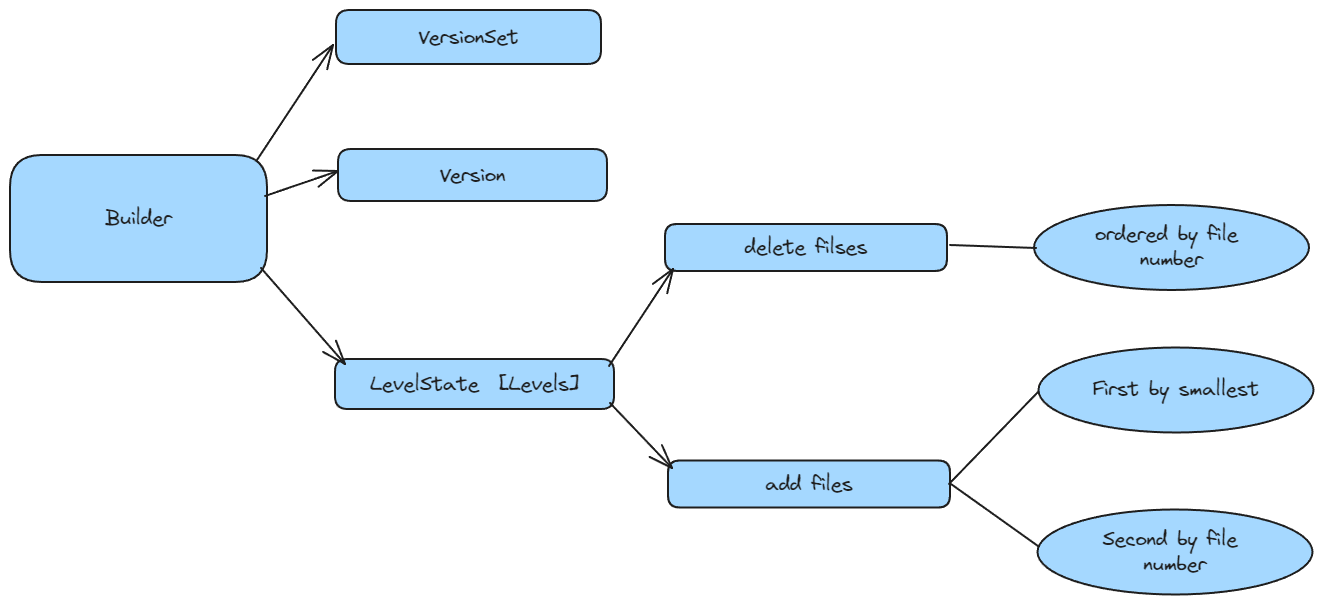 VersionSet
Version
Builder
delete filses
ordered by file
number
LevelState [Levels]
First by smallest
add files
Second by file
number